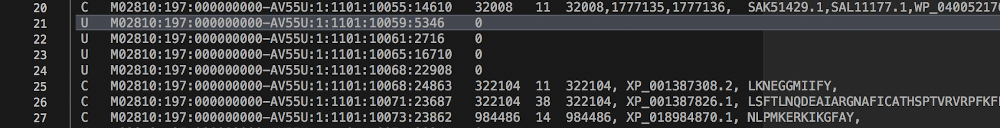 20 C M02810:197:000000000-AV55U:1:1101:10055:14610 32008 11 32008,1777135,1777136, SAK51429.1,SAL11177.1,WP_04005217
21 U M02810:197:000000000-AV55U:1:1101:10059:5346 0
22 U M02810:197:000000000-AV55U:1:1101:10061:2716 0
23 U M02810:197:000000000-AV55U:1:1101:10065:16710 0
24 U M02810:197:000000000-AV55U:1:1101:10068:22908 0
25 C M02810:197:000000000-AV55U:1:1101:10068:24863 322104 11 322104, XP_001387308.2, LKNEGGMIIFY,
26 C M02810:197:000000000-AV55U:1:1101:10071:23687 322104 38 322104, XP_001387826.1, LSFTLNQDEAIARGNAFICATHSPTVRVRPFKF
27 C M02810:197:000000000-AV55U:1:1101:10073:23862 984486 14 984486, XP_018984870.1, NLPMKERKIKGFAY,